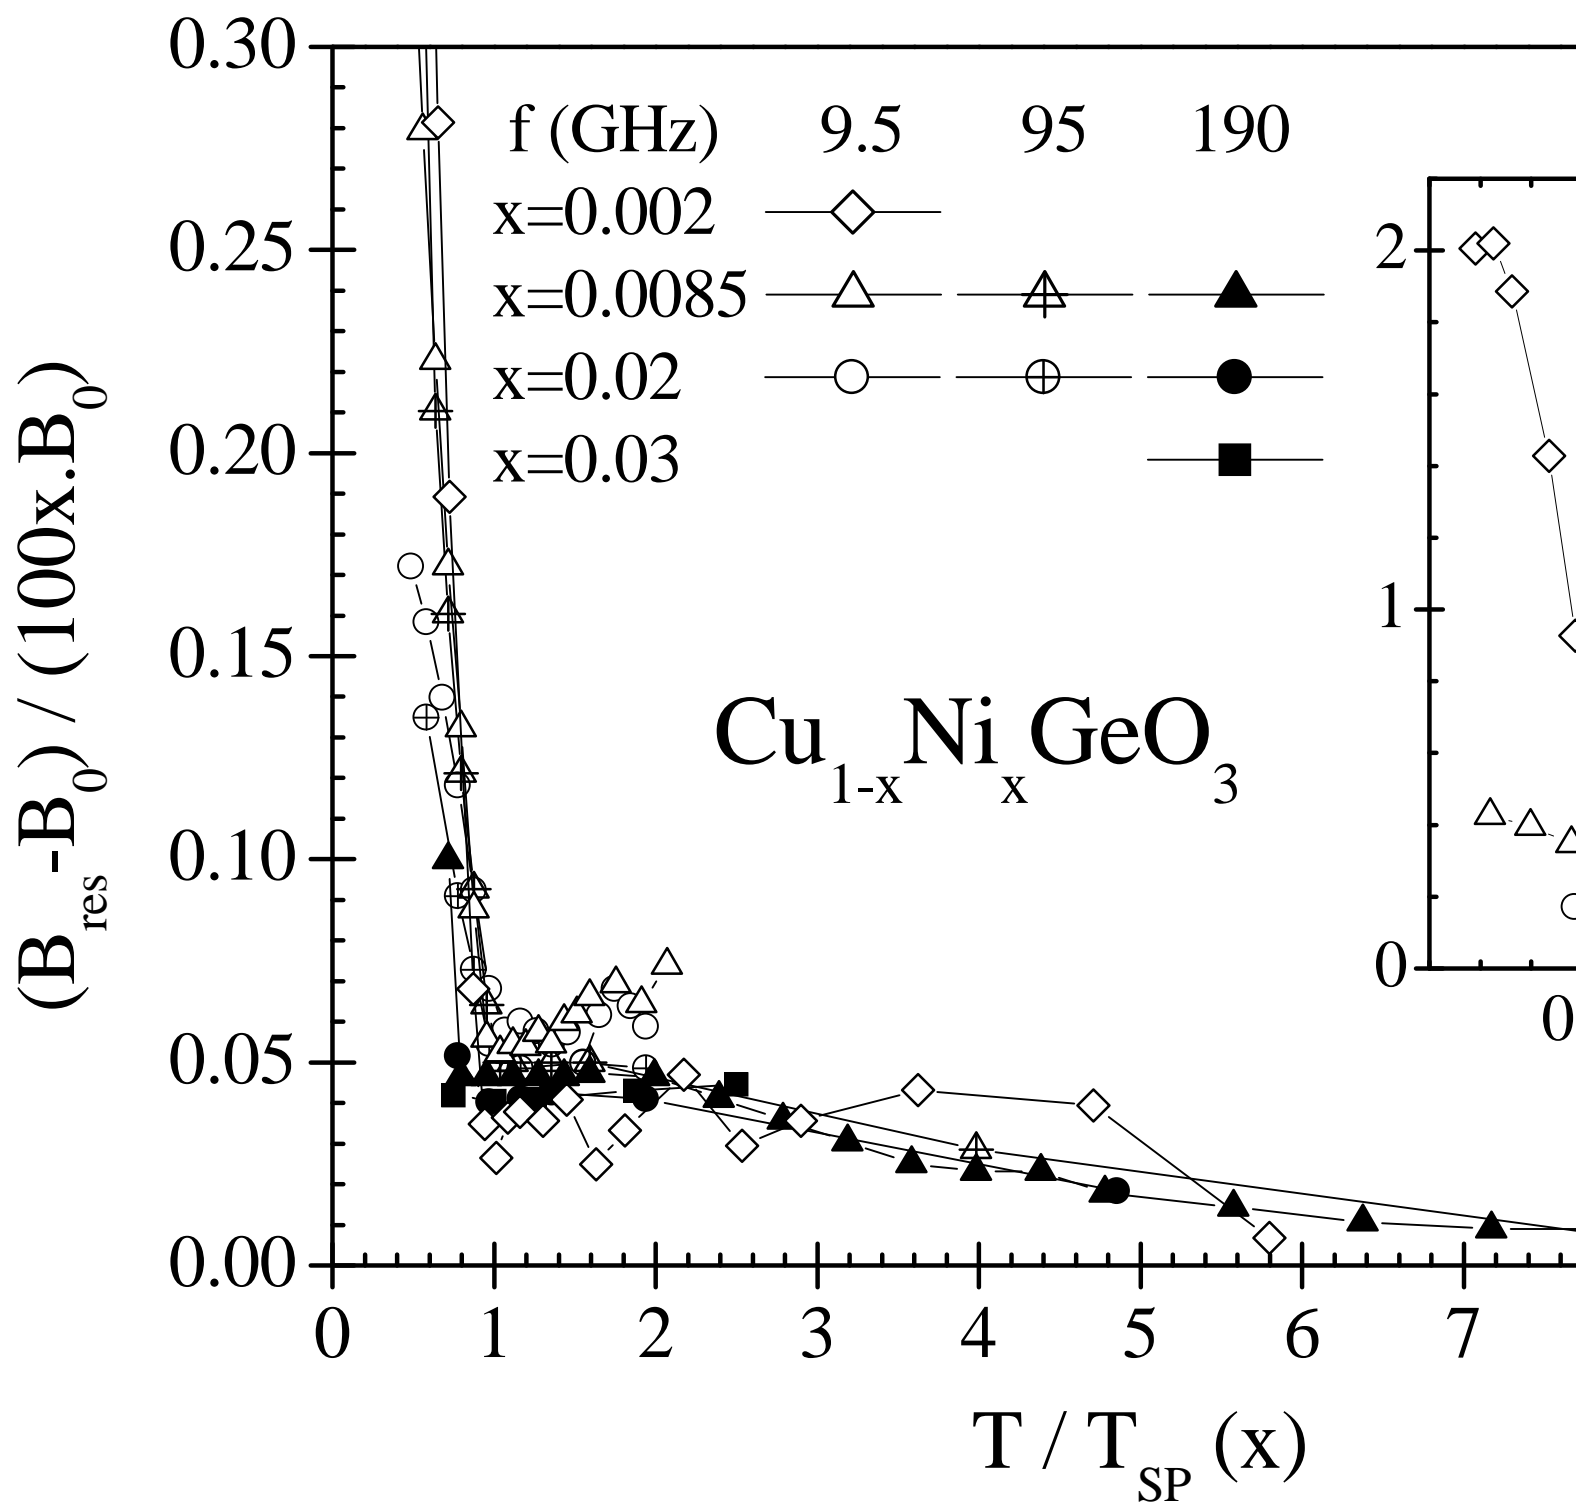 0.30
f (GHz) 9.5 95 190
x=0.002
0.25
2
x=0.0085
x=0.02
0.20
x=0.03
(B_res-B_0) / (100x.B_0)
0.15
1
Cu_1-xNi_xGeO_3
0.10
0
0
0.05
0.00
0 1 2 3 4 5 6 7
T / T_SP (x)